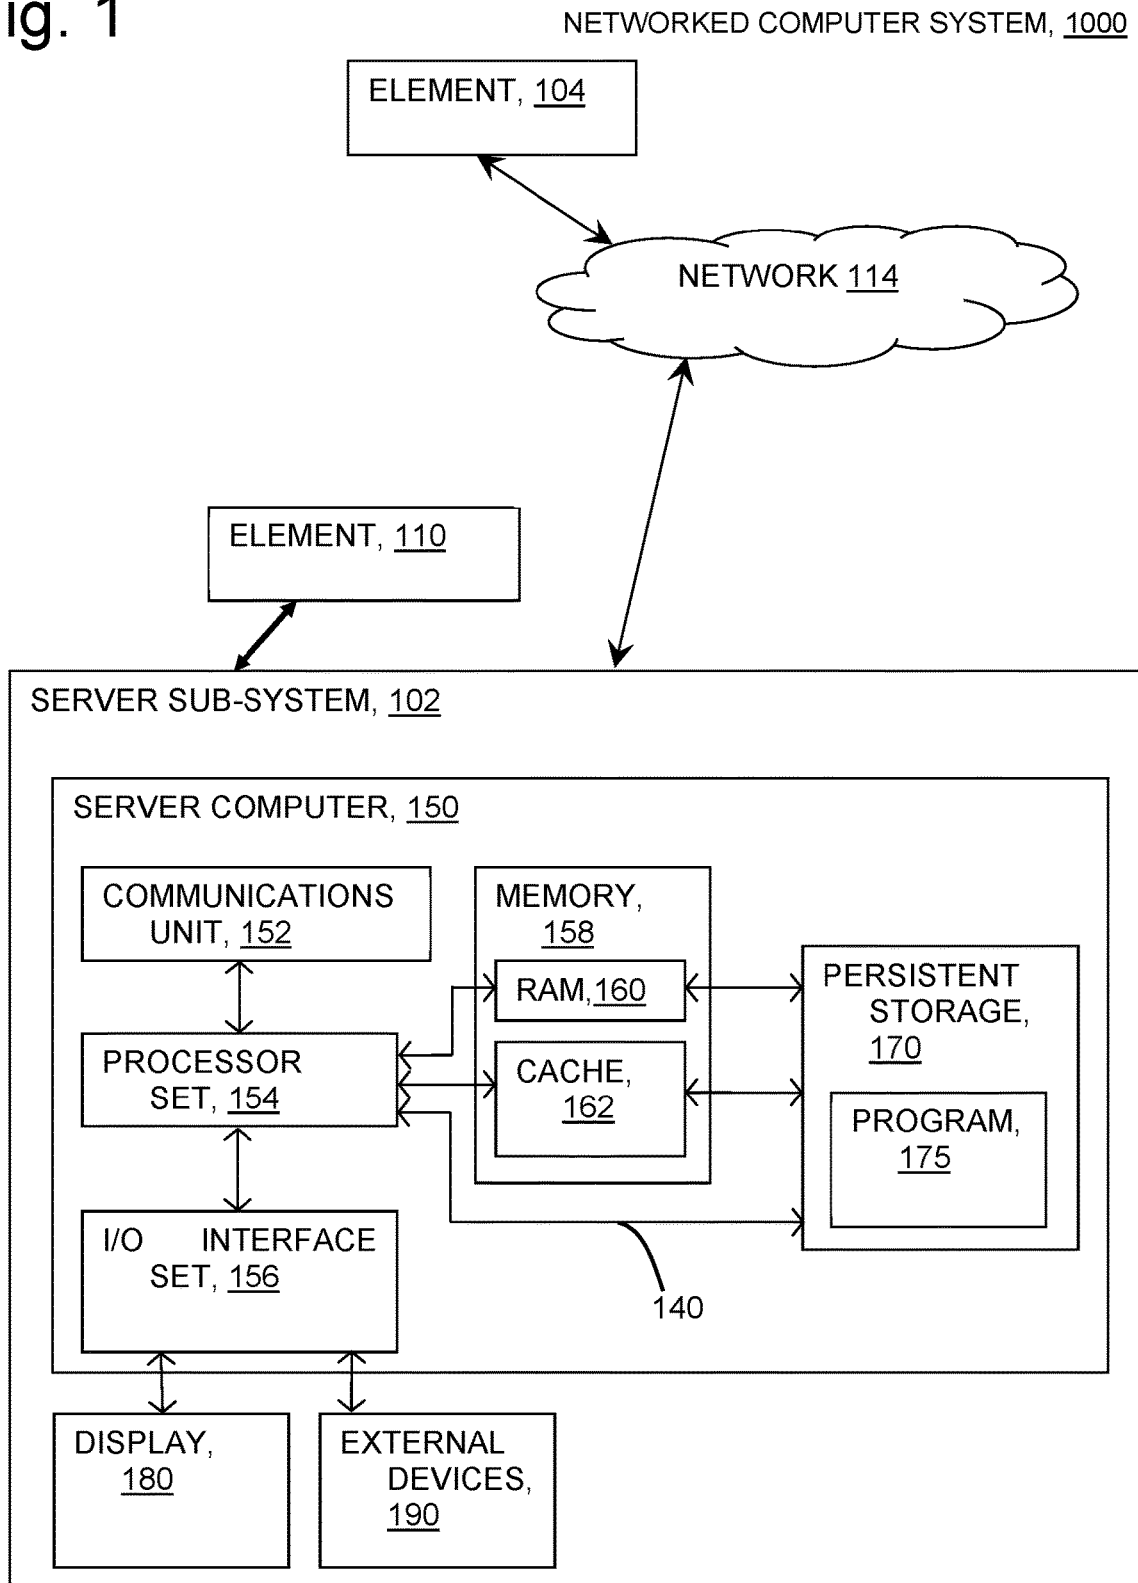 ig. 1
NETWORKED COMPUTER SYSTEM, 1000
ELEMENT, 104
NETWORK 114
ELEMENT, 110
SERVER SUB-SYSTEM, 102
SERVER COMPUTER, 150
COMMUNICATIONS
UNIT, 152
MEMORY,
158
RAM,160
PERSISTENT
STORAGE,
170
PROCESSOR
SET, 154
CACHE,
162
PROGRAM,
175
I/O INTERFACE
SET, 156
140
DISPLAY,
180
EXTERNAL
DEVICES,
190